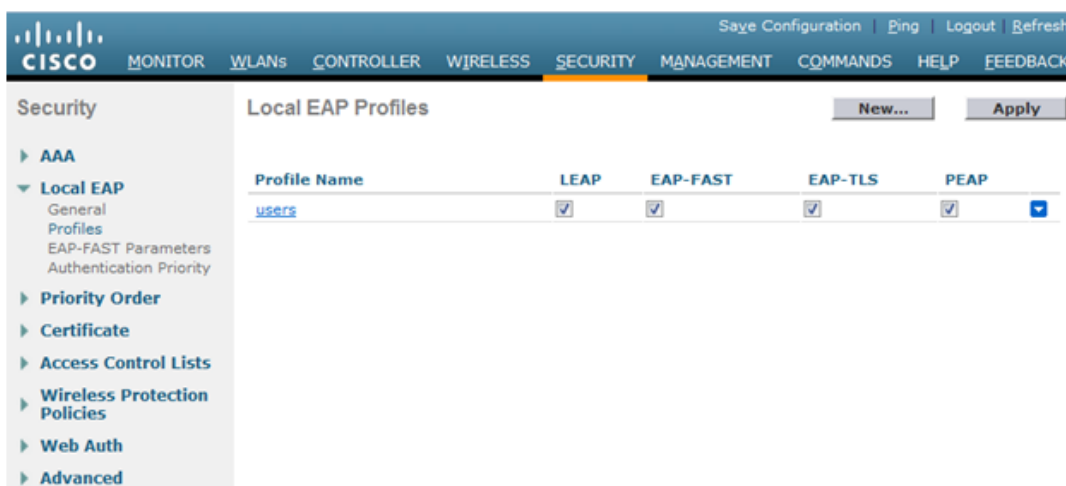 Save Configuration | Ping | Logout | Refresh
CISCO MONITOR WLANs CONTROLLER WIRELESS SECURITY MANAGEMENT COMMANDS HELP FEEDBACK
Security
Local EAP Profiles
New...
Apply
AAA
Local EAP
General
Profiles
EAP-FAST Parameters
Authentication Priority
Priority Order
Certificate
Access Control Lists
Wireless Protection
Policies
Web Auth
Advanced
Profile Name LEAP EAP-FAST EAP-TLS PEAP
users